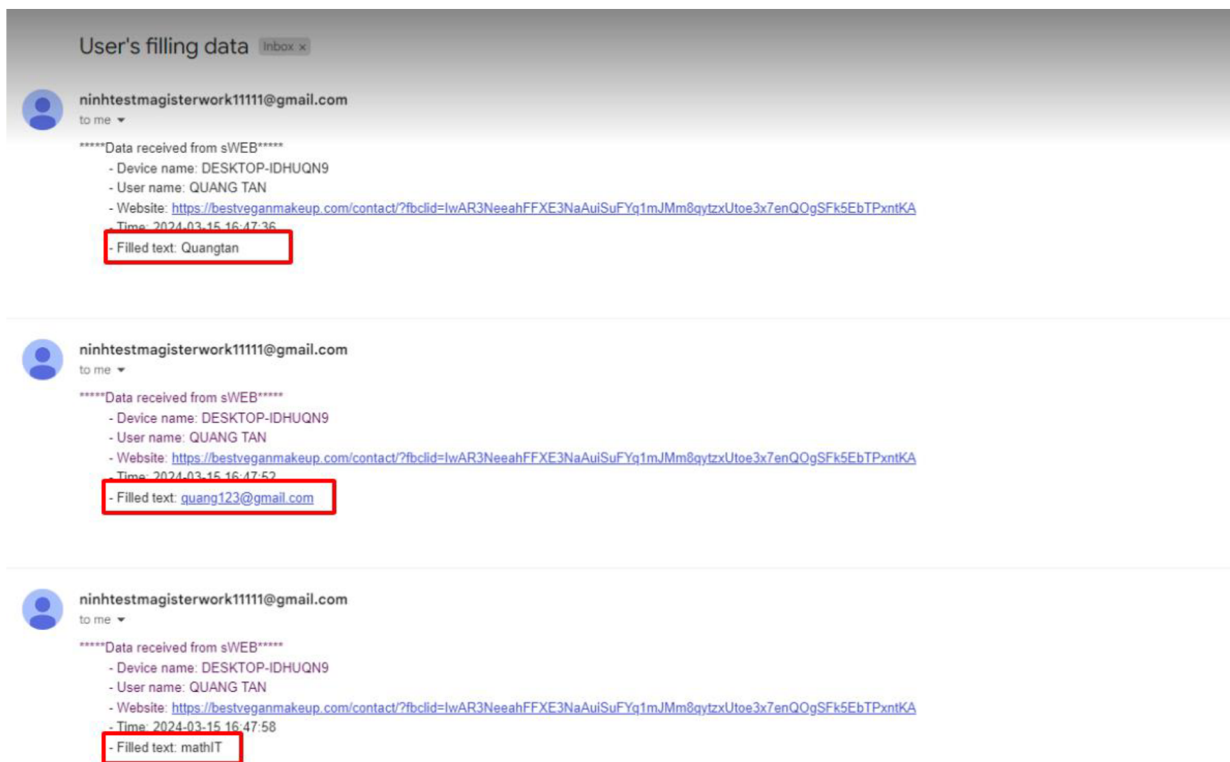 User's filling data Inbox x
ninhtestmagisterwork11111@gmail.com
to me
*****Data received from sWEB*****
- Device name: DESKTOP-IDHUQN9
- User name: QUANG TAN
- Website: https://bestveganmakeup.com/contact/?fbclid=IwAR3NeeahFFXE3NaAuiSuFYq1mJMm8qytzxUtoe3x7enQOgSFk5EbTPxntKA
- Time: 2024-03-15 16:47:36
- Filled text: Quangtan
ninhtestmagisterwork11111@gmail.com
to me
*****Data received from sWEB*****
- Device name: DESKTOP-IDHUQN9
- User name: QUANG TAN
- Website: https://bestveganmakeup.com/contact/?fbclid=IwAR3NeeahFFXE3NaAuiSuFYq1mJMm8qytzxUtoe3x7enQOgSFk5EbTPxntKA
- Time: 2024-03-15 16:47:52
- Filled text: quang123@gmail.com
ninhtestmagisterwork11111@gmail.com
to me
*****Data received from sWEB*****
- Device name: DESKTOP-IDHUQN9
- User name: QUANG TAN
- Website: https://bestveganmakeup.com/contact/?fbclid=IwAR3NeeahFFXE3NaAuiSuFYq1mJMm8qytzxUtoe3x7enQOgSFk5EbTPxntKA
- Time: 2024-03-15 16:47:58
- Filled text: mathIT